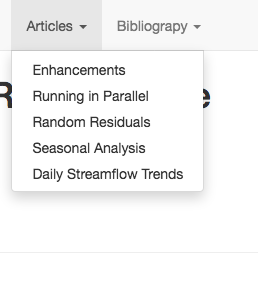 Articles Bibliograpy
Enhancements
Running in Parallel
Random Residuals
Seasonal Analysis
Daily Streamflow Trends